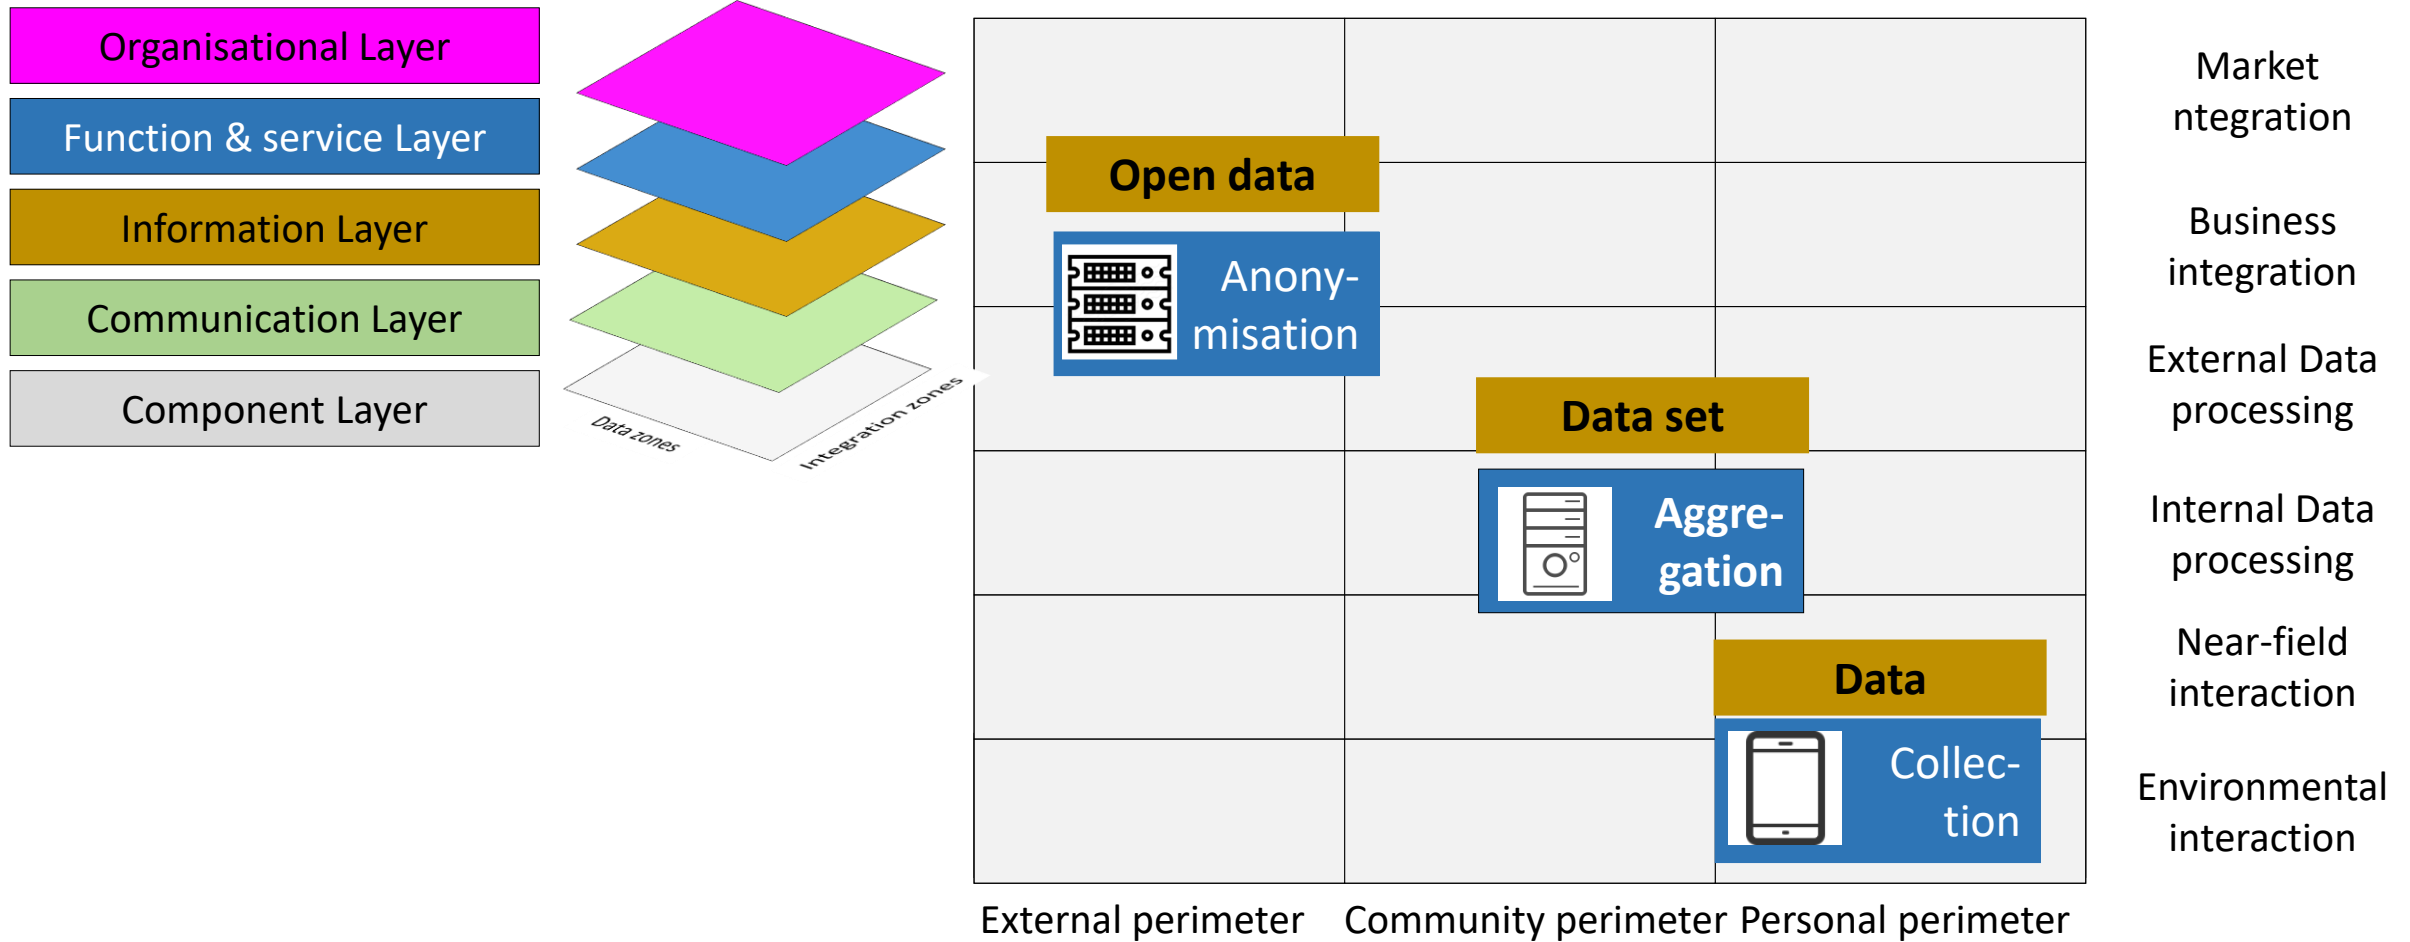 Organisational Layer
Function & service Layer
Information Layer
Communication Layer
Component Layer
Data zones
Integration zones
Open data
Anony-
misation
Data set
Aggre-
gation
Data
Collec-
tion
Market
ntegration
Business
integration
External Data
processing
Internal Data
processing
Near-field
interaction
Environmental
interaction
External perimeter
Community perimeter
Personal perimeter